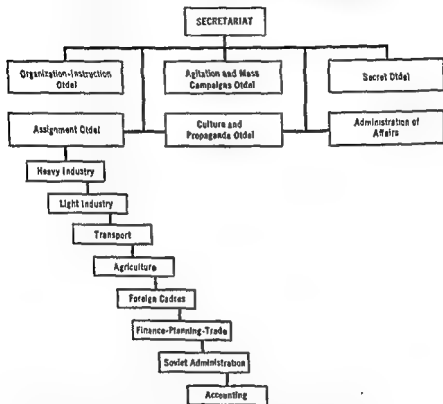 SECRETARIAT
Organization-Instruction
Otdel
Agitation and Mass
Campaigns Otdel
Secret Otdel
Assignment Otdel
Culture and
Propaganda Otdel
Administration of
Affairs
Heavy Industry
Light Industry
Transport
Agriculture
Foreign Cadres
Finance-Planning-Trade
Soviet Administration
Accounting